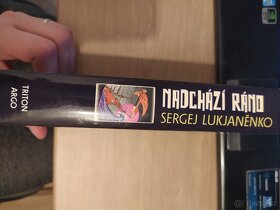 TRITON
ARGO
NADCHÁZÍ RÁNO
SERGEJ LUKJANĚNKO